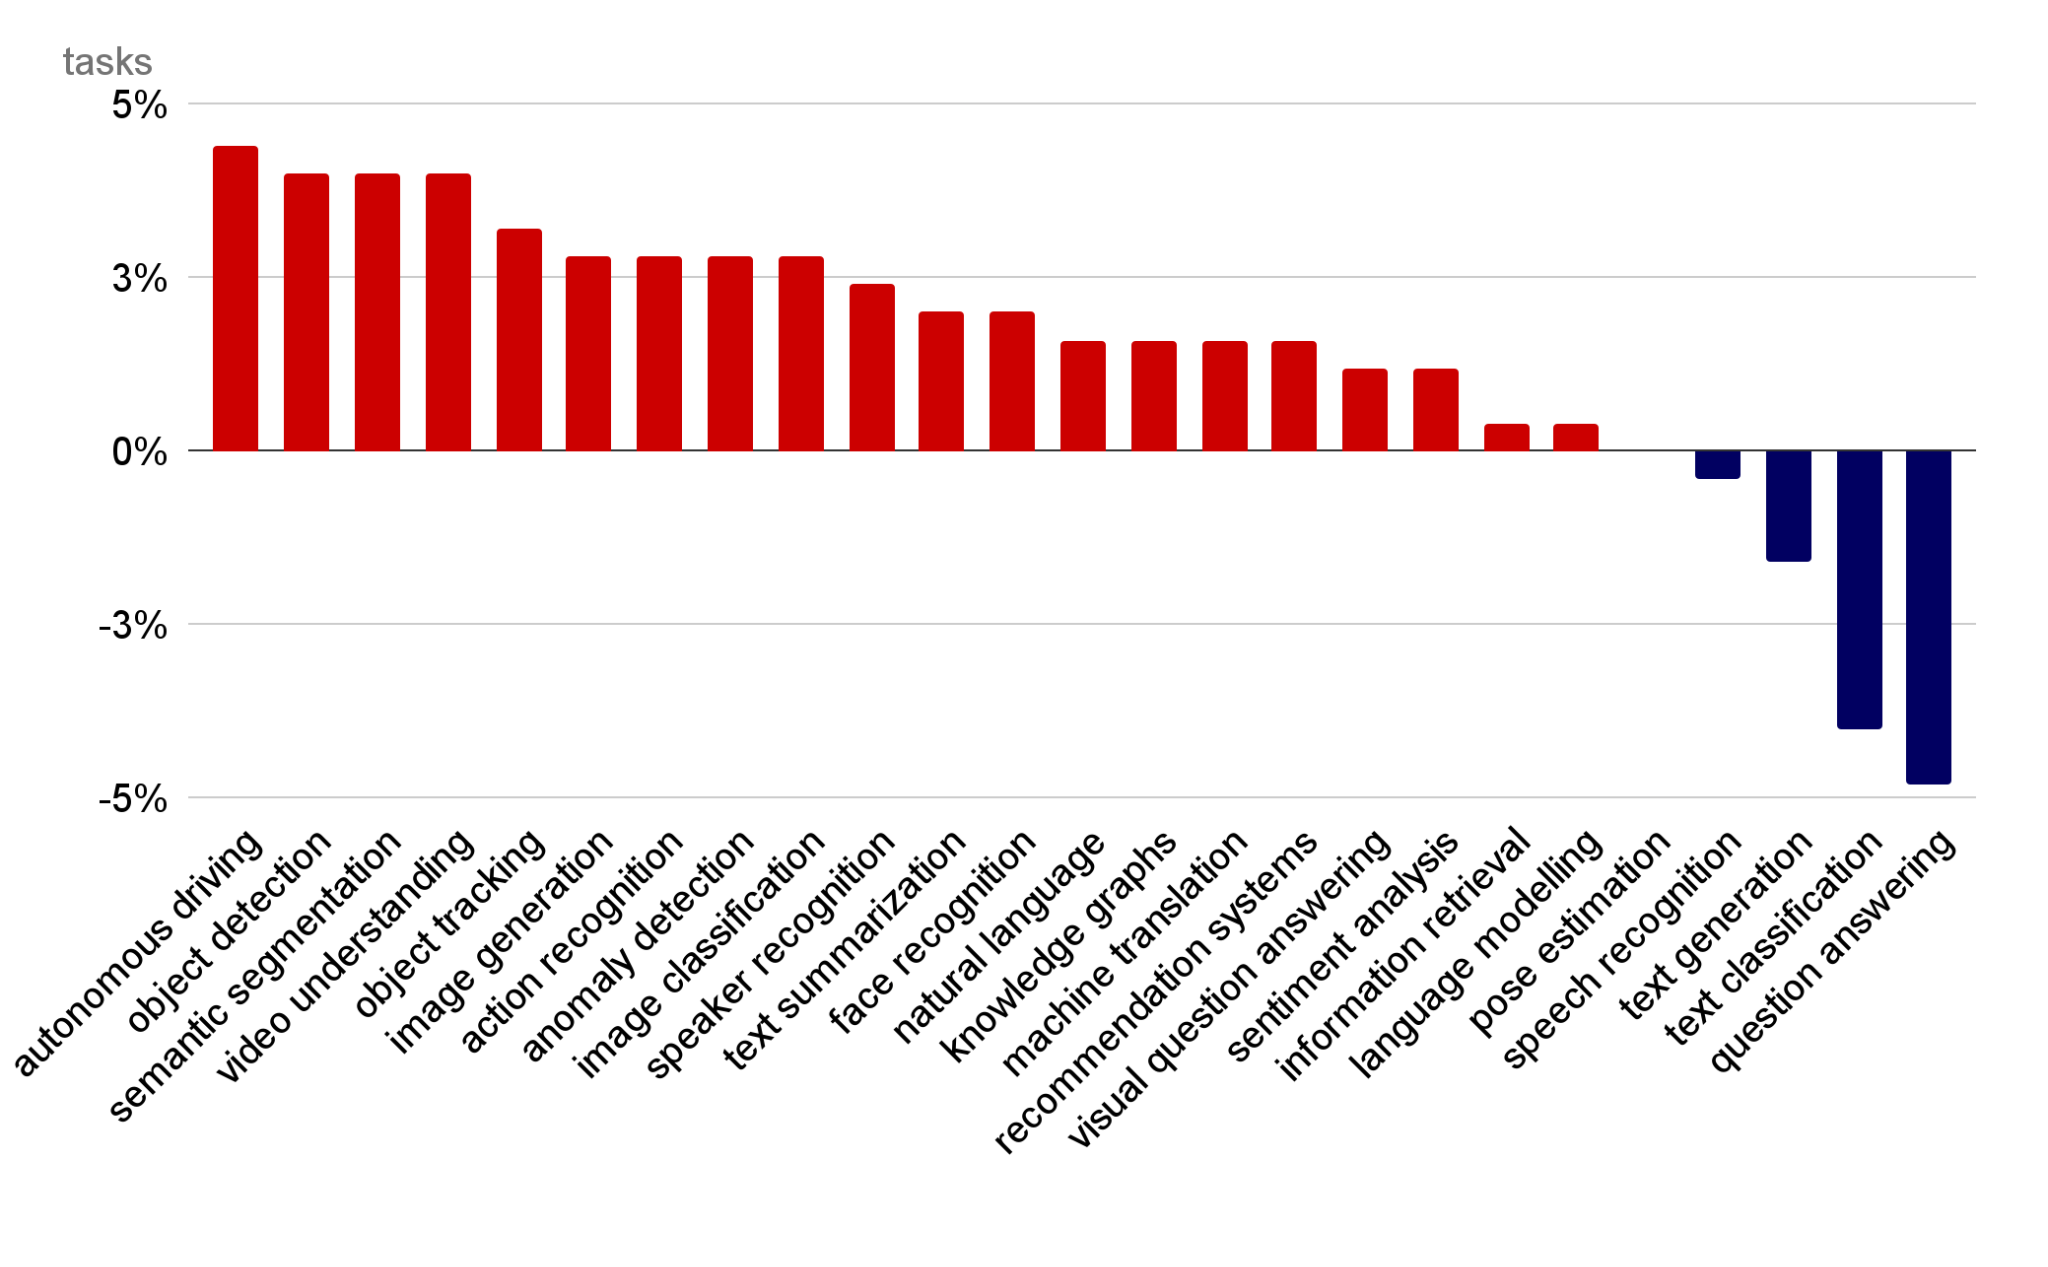 tasks
5%
3%
0%
-3%
-5%
autonomous driving
object detection
semantic segmentation
video understanding
object tracking
image generation
action recognition
anomaly detection
image classification
speaker recognition
text summarization
face recognition
natural language
knowledge graphs
machine translation
recommendation systems
visual question answering
sentiment analysis
information retrieval
language modelling
pose estimation
speech recognition
text generation
text classification
question answering